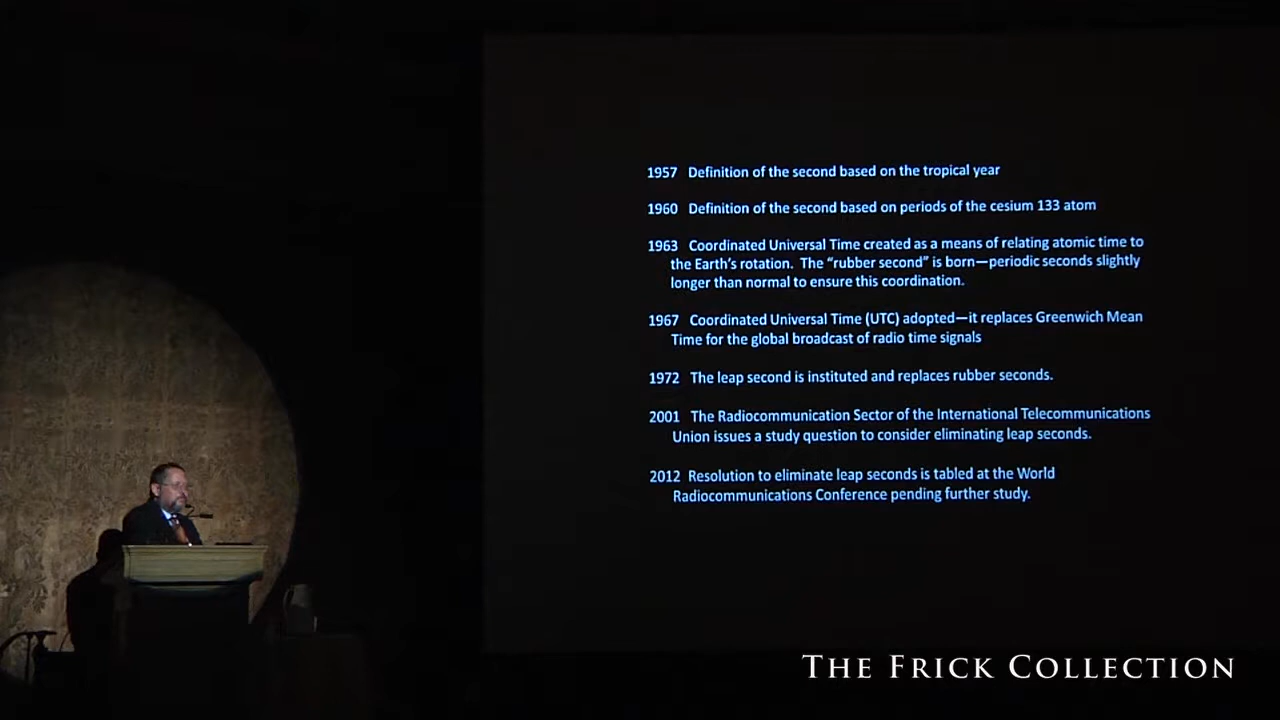 1957 Definition of the second based on the tropical year
1960 Definition of the second based on periods of the cesium 133 atom
1963 Coordinated Universal Time created as a means of relating atomic time to
the Earth's rotation. The “rubber second” is born—periodic seconds slightly
longer than normal to ensure this coordination.
1967 Coordinated Universal Time (UTC) adopted—it replaces Greenwich Mean
Time for the global broadcast of radio time signals
1972 The leap second is instituted and replaces rubber seconds.
2001 The Radiocommunication Sector of the International Telecommunications
Union issues a study question to consider eliminating leap seconds.
2012 Resolution to eliminate leap seconds is tabled at the World
Radiocommunications Conference pending further study.
THE FRICK COLLECTION